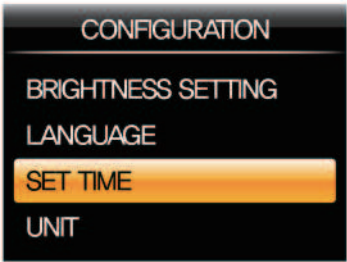 CONFIGURATION
BRIGHTNESS SETTING
LANGUAGE
SET TIME
UNIT